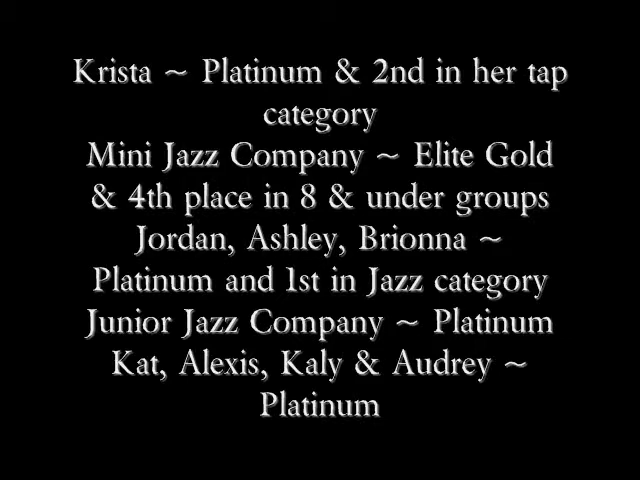 Krista ~ Platinum & 2nd in her tap
category
Mini Jazz Company ~ Elite Gold
& 4th place in 8 & under groups
Jordan, Ashley, Brionna ~
Platinum and 1st in Jazz category
Junior Jazz Company ~ Platinum
Kat, Alexis, Kaly & Audrey ~
Platinum